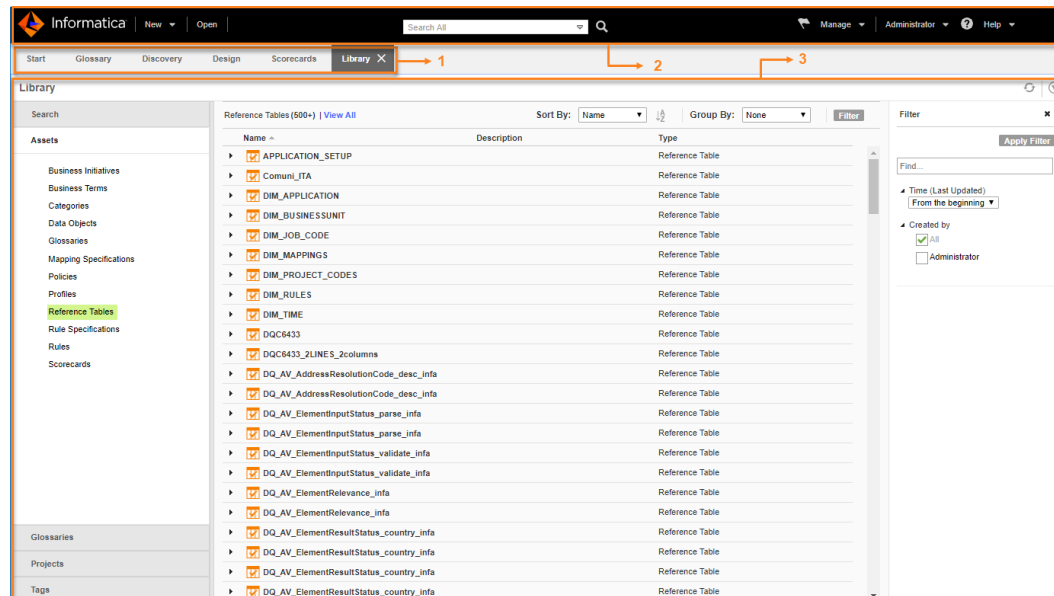 Informatica New Open Search All Manage Administrator ? Help
Start Glossary Discovery Design Scorecards Library X 1 2 3
Library
Search
Assets
Business Initiatives
Business Terms
Categories
Data Objects
Glossaries
Mapping Specifications
Policies
Profiles
Reference Tables
Rule Specifications
Rules
Scorecards
Glossaries
Projects
Tags
Reference Tables (500+) | View All Sort By: Name Group By: None Filter
Name Description Type
APPLICATION_SETUP Reference Table
Comuni_ITA Reference Table
DIM_APPLICATION Reference Table
DIM_BUSINESSUNIT Reference Table
DIM_JOB_CODE Reference Table
DIM_MAPPINGS Reference Table
DIM_PROJECT_CODES Reference Table
DIM_RULES Reference Table
DIM_TIME Reference Table
DQC6433 Reference Table
DQC6433_2LINES_2columns Reference Table
DQ_AV_AddressResolutionCode_desc_infa Reference Table
DQ_AV_AddressResolutionCode_desc_infa Reference Table
DQ_AV_ElementInputStatus_parse_infa Reference Table
DQ_AV_ElementInputStatus_parse_infa Reference Table
DQ_AV_ElementInputStatus_validate_infa Reference Table
DQ_AV_ElementInputStatus_validate_infa Reference Table
DQ_AV_ElementRelevance_infa Reference Table
DQ_AV_ElementRelevance_infa Reference Table
DQ_AV_ElementResultStatus_country_infa Reference Table
DQ_AV_ElementResultStatus_country_infa Reference Table
DQ_AV_ElementResultStatus_country_infa Reference Table
DQ_AV_ElementResultStatus_country_infa Reference Table
Filter
Apply Filter
Find...
Time (Last Updated)
From the beginning
Created by
All
Administrator